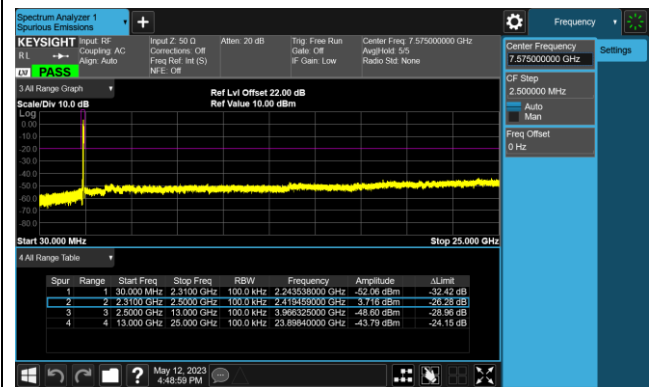 Spectrum Analyzer 1
Spurious Emissions
Frequency
KEYSIGHT
Input: RF
Coupling: AC
Align: Auto
Input Z: 50 Ω
Corrections: Off
Freq Ref: Int (S)
NFE: Off
Atten: 20 dB
Trig: Free Run
Gate: Off
IF Gain: Low
Center Freq: 7.575000000 GHz
Avg|Hold: 5/5
Radio Std: None
RL
LXI PASS
Center Frequency
7.575000000 GHz
Settings
CF Step
2.500000 MHz
Auto
Man
Freq Offset
0 Hz
3 All Range Graph
Scale/Div 10.0 dB
Ref Lvl Offset 22.00 dB
Ref Value 10.00 dBm
Log
0.00
-10.0
-20.0
-30.0
-40.0
-50.0
-60.0
-70.0
-80.0
Start 30.000 MHz
Stop 25.000 GHz
4 All Range Table
Spur Range Start Freq Stop Freq RBW Frequency Amplitude ΔLimit
1 1 30.000 MHz 2.3100 GHz 100.0 kHz 2.243538000 GHz -52.06 dBm -32.42 dB
2 2 2.3100 GHz 2.5000 GHz 100.0 kHz 2.419459000 GHz 3.716 dBm -26.28 dB
3 3 2.5000 GHz 13.000 GHz 100.0 kHz 3.966325000 GHz -48.60 dBm -28.96 dB
4 4 13.000 GHz 25.000 GHz 100.0 kHz 23.89840000 GHz -43.79 dBm -24.15 dB
?
May 12, 2023
4:48:59 PM